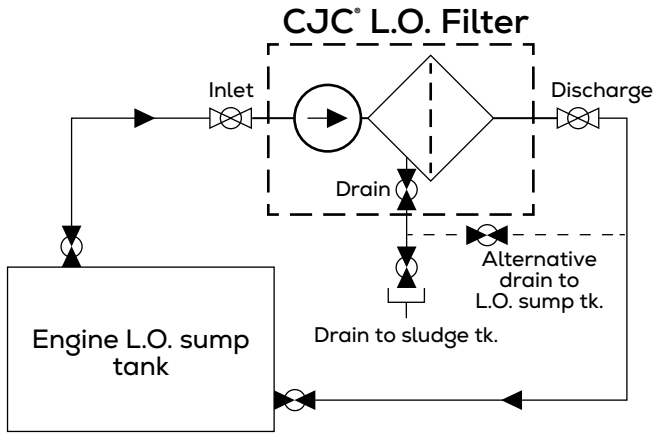 CJC® L.O. Filter
Inlet
Discharge
Drain
Alternative
drain to
L.O. sump tk.
Engine L.O. sump
tank
Drain to sludge tk.